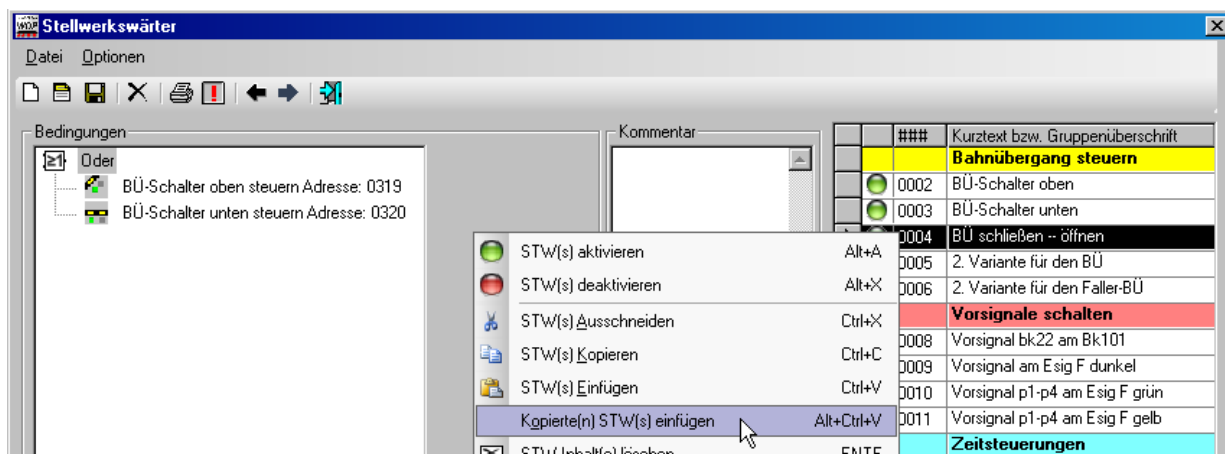 Stellwerkswärter
Datei Optionen
Bedingungen
Oder
BÜ-Schalter oben steuern Adresse: 0319
BÜ-Schalter unten steuern Adresse: 0320
Kommentar
STW(s) aktivieren Alt+A
STW(s) deaktivieren Alt+X
STW(s) Ausschneiden Ctrl+X
STW(s) Kopieren Ctrl+C
STW(s) Einfügen Ctrl+V
Kopierte(n) STW(s) einfügen Alt+Ctrl+V
### Kurztext bzw. Gruppenüberschrift
Bahnübergang steuern
0002 BÜ-Schalter oben
0003 BÜ-Schalter unten
0004 BÜ schließen -- öffnen
0005 2. Variante für den BÜ
0006 2. Variante für den Faller-BÜ
Vorsignale schalten
0008 Vorsignal bk22 am Bk101
0009 Vorsignal am Esig F dunkel
0010 Vorsignal p1-p4 am Esig F grün
0011 Vorsignal p1-p4 am Esig F gelb
Zeitsteuerungen